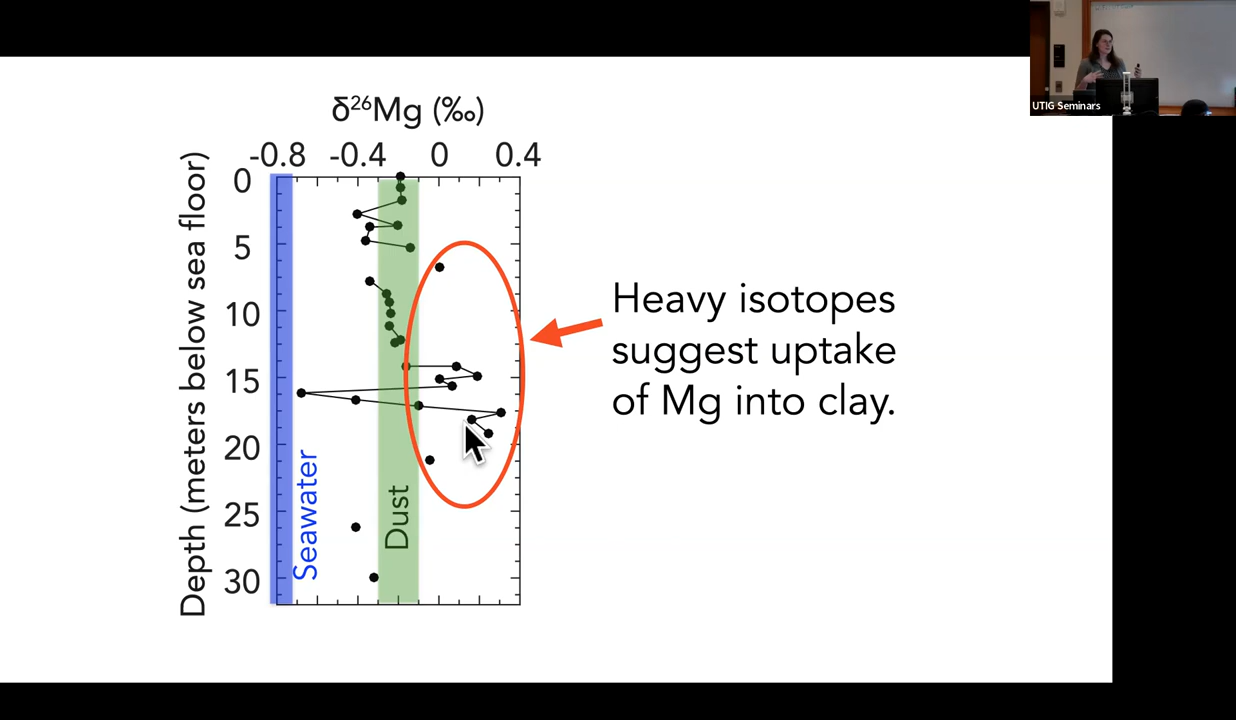 δ²⁶Mg (‰)
-0.8 -0.4 0 0.4
Depth (meters below sea floor)
0
5
10
15
20
25
30
Seawater
Dust
Heavy isotopes
suggest uptake
of Mg into clay.
UTIG Seminars